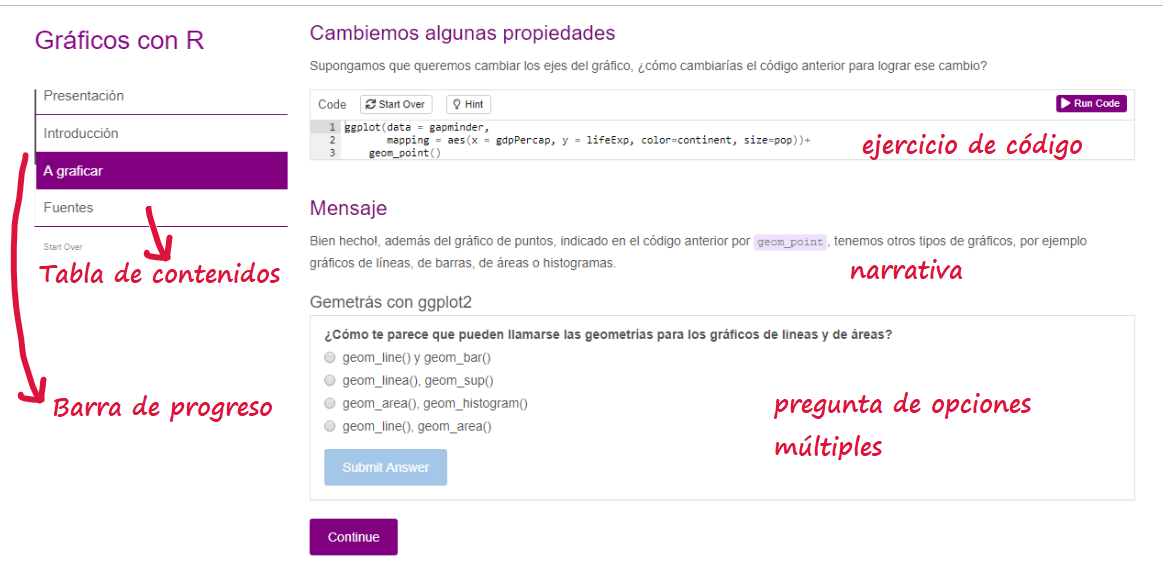 Gráficos con R
Presentación
Introducción
A graficar
Fuentes
Start Over
Tabla de contenidos
Barra de progreso
Cambiemos algunas propiedades
Supongamos que queremos cambiar los ejes del gráfico, ¿cómo cambiarías el código anterior para lograr ese cambio?
Code Start Over Hint Run Code
1 ggplot(data = gapminder,
2 mapping = aes(x = gdpPercap, y = lifeExp, color=continent, size=pop))+
3 geom_point()
ejercicio de código
Mensaje
Bien hecho!, además del gráfico de puntos, indicado en el código anterior por geom_point, tenemos otros tipos de gráficos, por ejemplo
gráficos de líneas, de barras, de áreas o histogramas.
narrativa
Gemetrás con ggplot2
¿Cómo te parece que pueden llamarse las geometrías para los gráficos de lineas y de áreas?
geom_line() y geom_bar()
geom_linea(), geom_sup()
geom_area(), geom_histogram()
geom_line(), geom_area()
pregunta de opciones
múltiples
Submit Answer
Continue